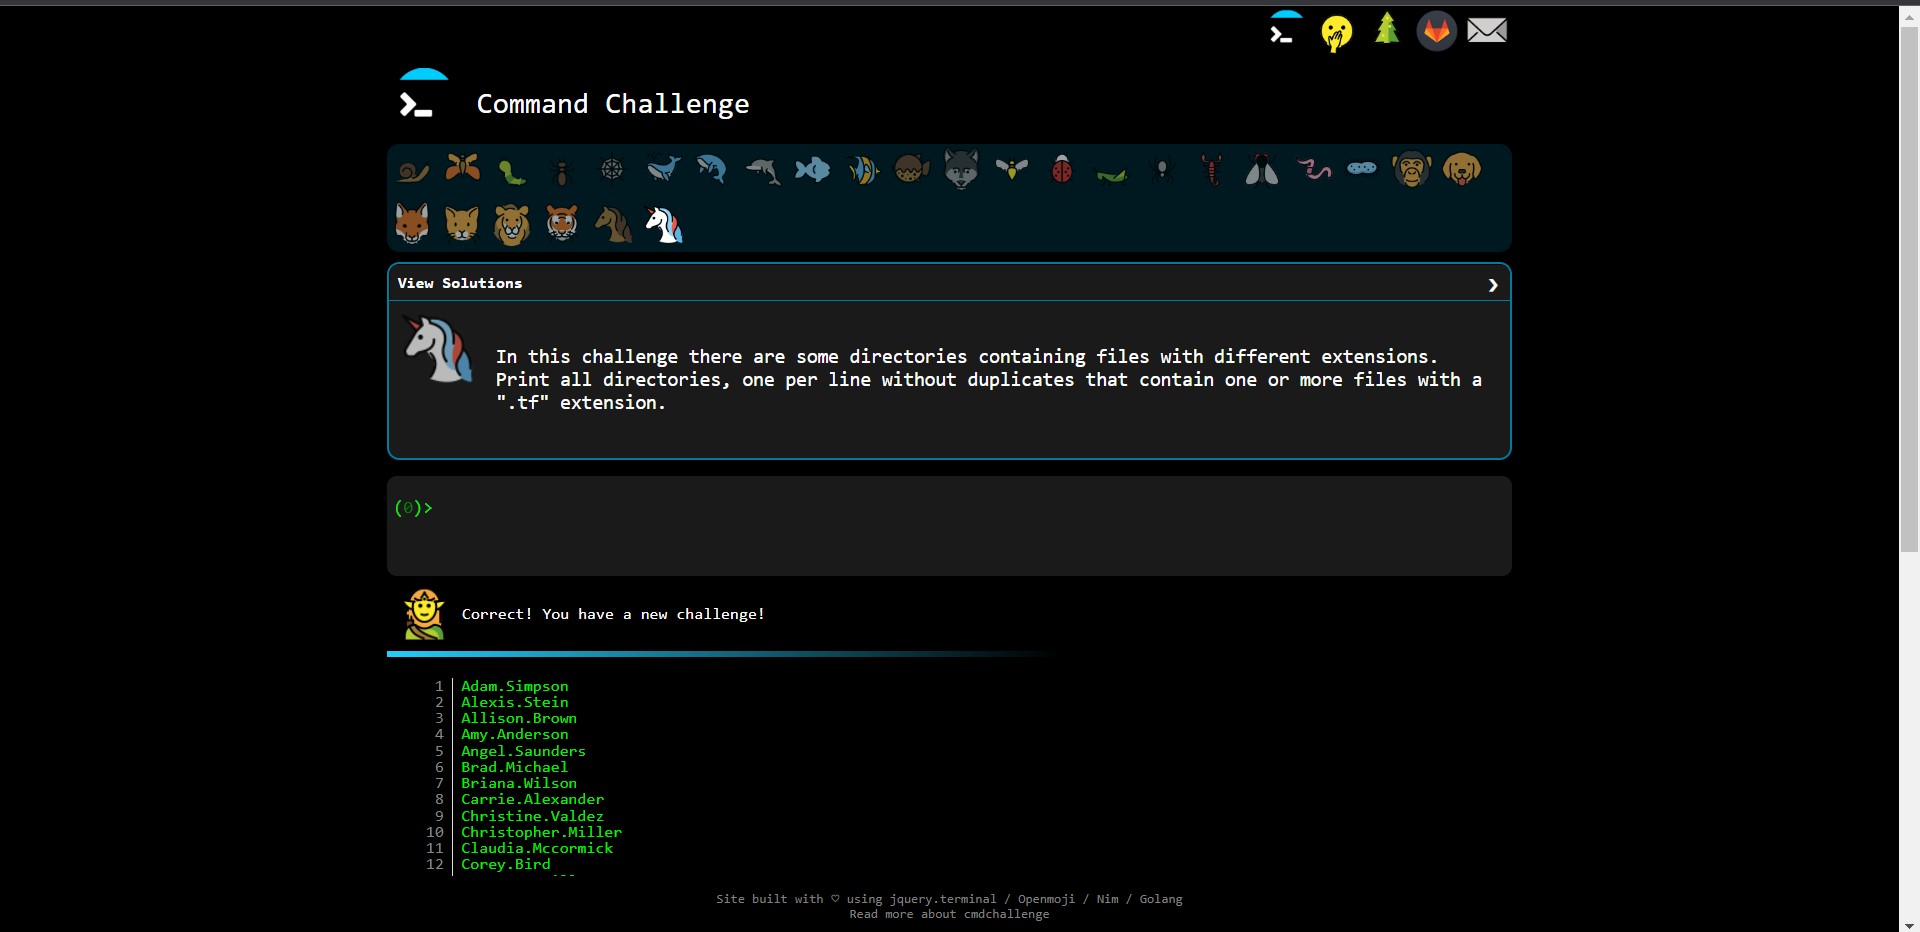 Command Challenge
View Solutions
In this challenge there are some directories containing files with different extensions.
Print all directories, one per line without duplicates that contain one or more files with a
".tf" extension.
(0)>
Correct! You have a new challenge!
1 Adam.Simpson
2 Alexis.Stein
3 Allison.Brown
4 Amy.Anderson
5 Angel.Saunders
6 Brad.Michael
7 Briana.Wilson
8 Carrie.Alexander
9 Christine.Valdez
10 Christopher.Miller
11 Claudia.Mccormick
12 Corey.Bird
Site built with ♡ using jquery.terminal / Openmoji / Nim / Golang
Read more about cmdchallenge